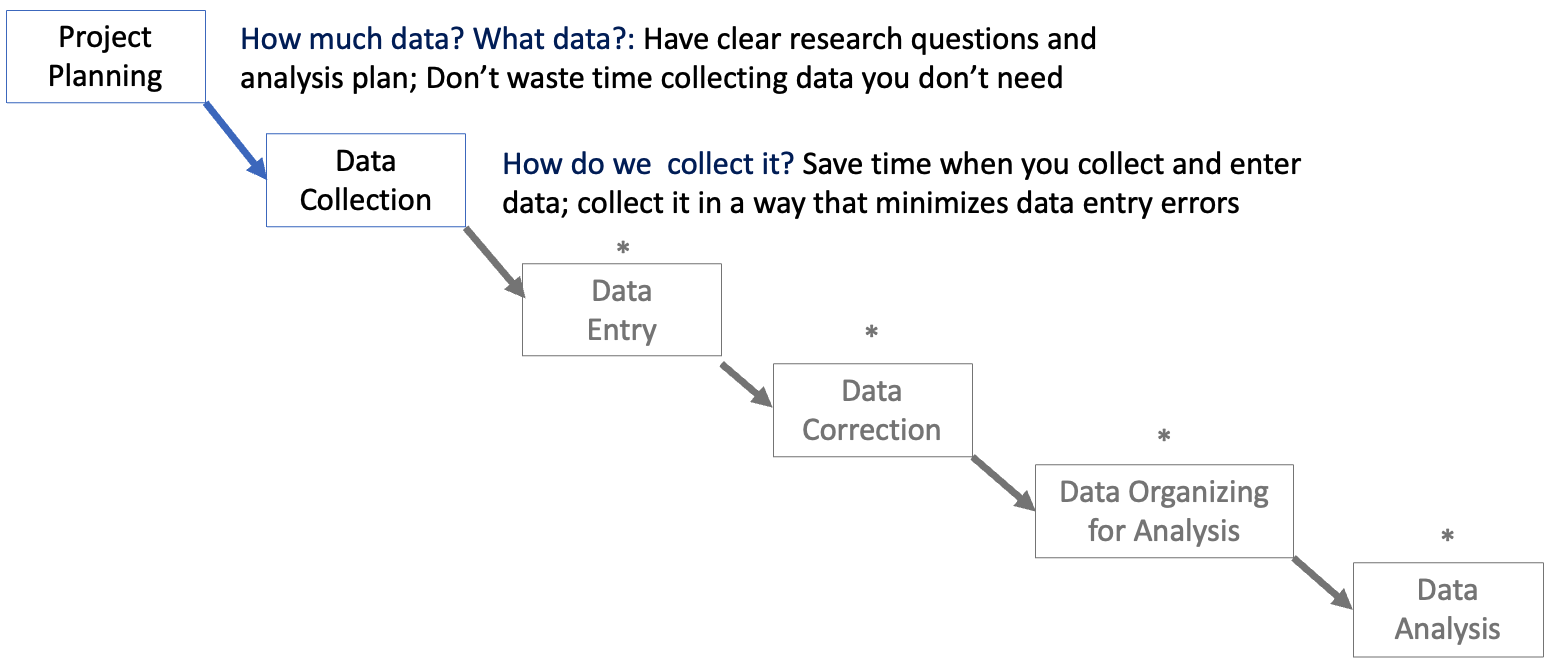 Project
Planning
How much data? What data?: Have clear research questions and
analysis plan; Don’t waste time collecting data you don’t need
Data
Collection
How do we  collect it? Save time when you collect and enter
data; collect it in a way that minimizes data entry errors
*
Data
Entry
*
Data
Correction
*
Data Organizing
for Analysis
*
Data
Analysis